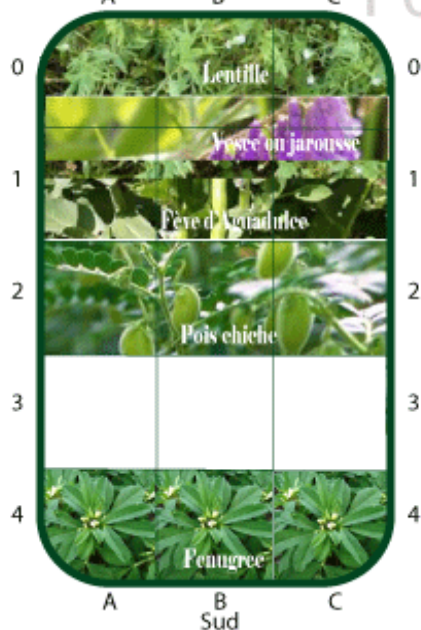 A B C
0 Lentille 0
Vesce ou jarousse
1 1
Fève d'Aguadulce
2 2
Pois chiche
3 3
4 4
Fenugrec
A B C
Sud